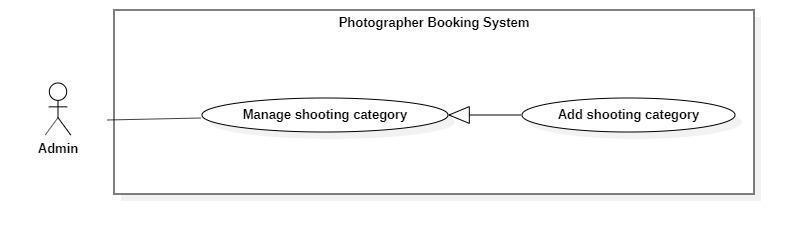 Photographer Booking System
Manage shooting category
Add shooting category
Admin